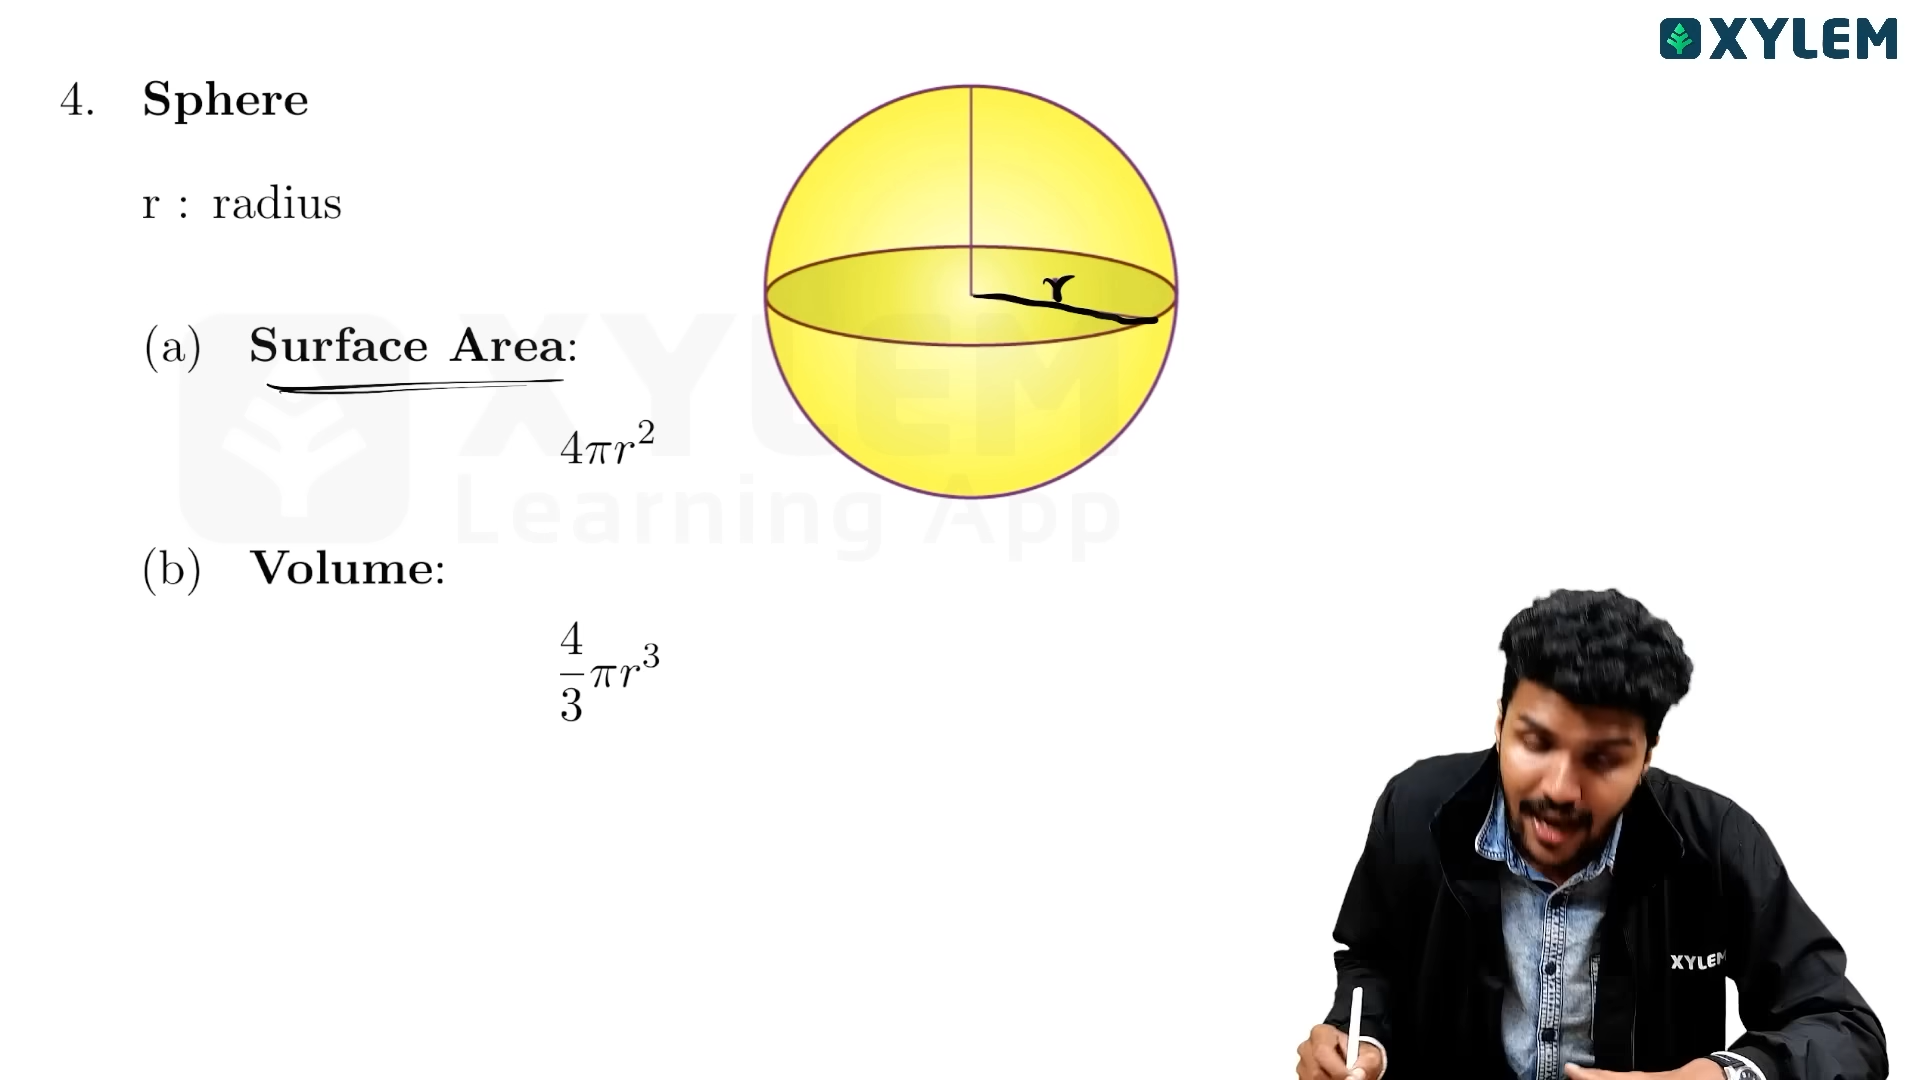 XYLEM
4. Sphere
r : radius
r
(a) Surface Area:
4πr²
XYLEM
Learning App
(b) Volume:
4/3 πr³
XYLEM